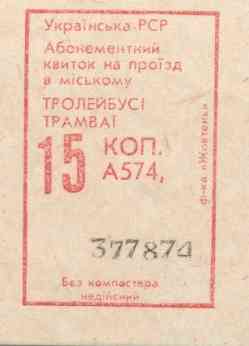 Українська РСР
Абонементний
квиток на проїзд
в міському
ТРОЛЕЙБУСІ
ТРАМВАЇ
15 КОП.
А574,
377874
Без компостера
недійсний
ф-ка «Жовтень»